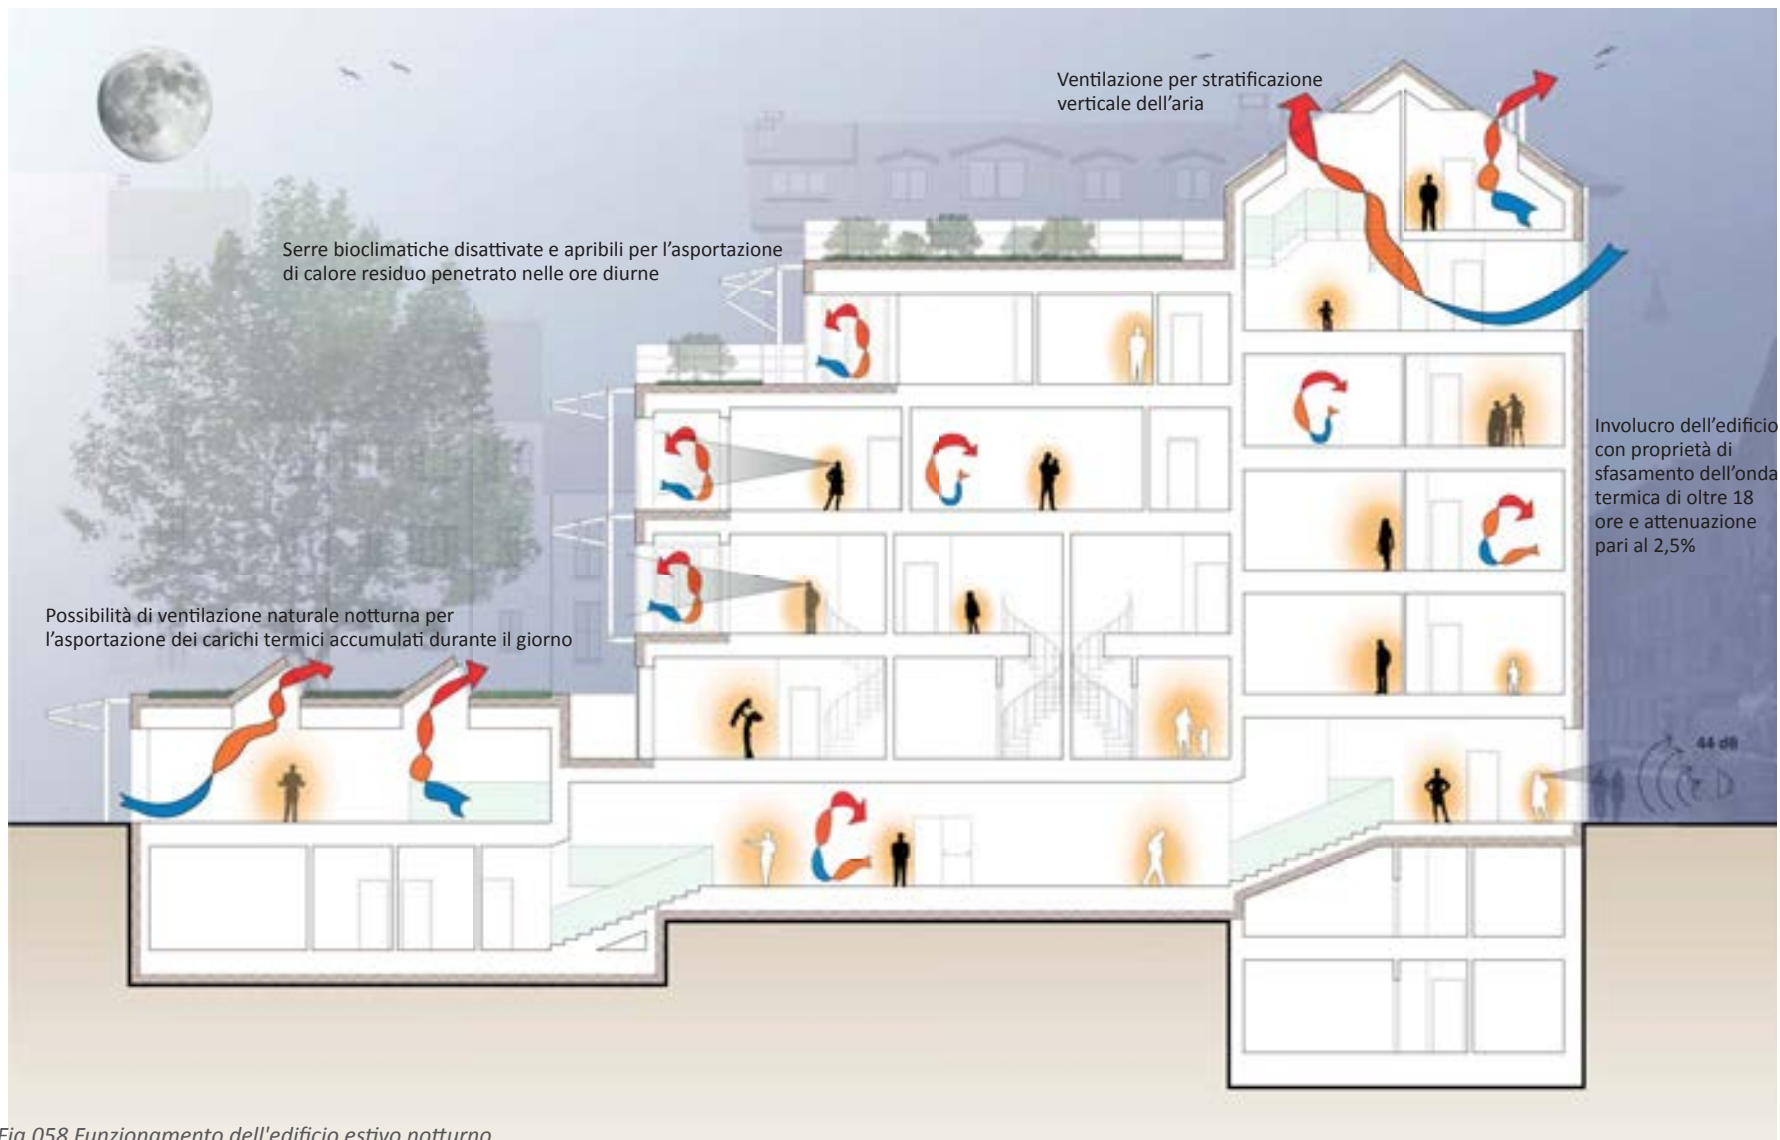 Ventilazione per stratificazione
verticale dell'aria
Serre bioclimatiche disattivate e apribili per l'asportazione
di calore residuo penetrato nelle ore diurne
Involucro dell'edificio
con proprietà di
sfasamento dell'onda
termica di oltre 18
ore e attenuazione
pari al 2,5%
Possibilità di ventilazione naturale notturna per
l'asportazione dei carichi termici accumulati durante il giorno
44 dB
Fig.058 Funzionamento dell'edificio estivo notturno